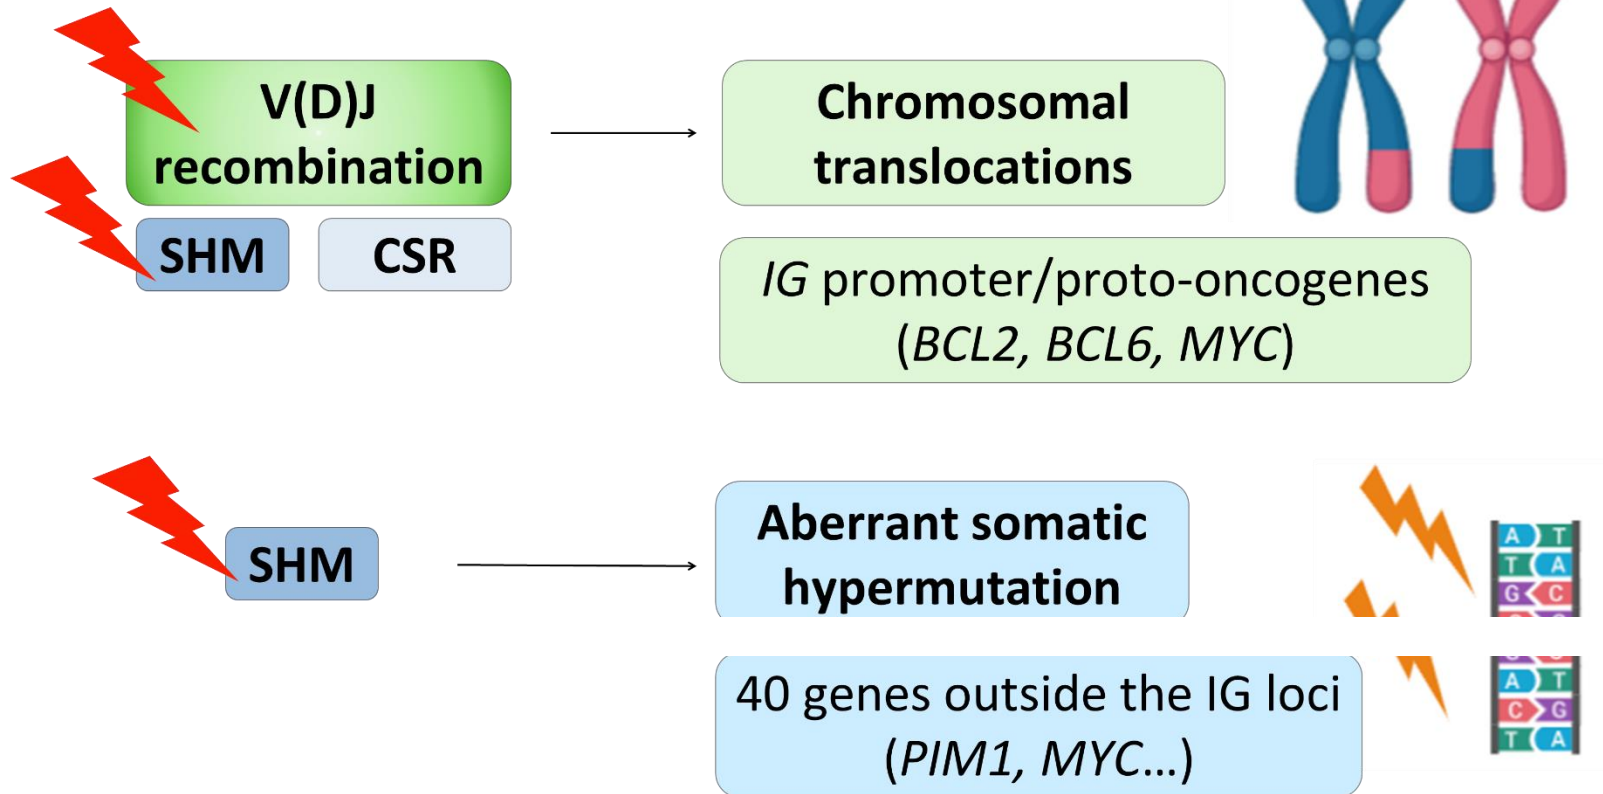 V(D)J
recombination
SHM
CSR
Chromosomal
translocations
IG promoter/proto-oncogenes
(BCL2, BCL6, MYC)
SHM
Aberrant somatic
hypermutation
A T
T A
G C
40 genes outside the IG loci
(PIM1, MYC...)
A T
C G
T A